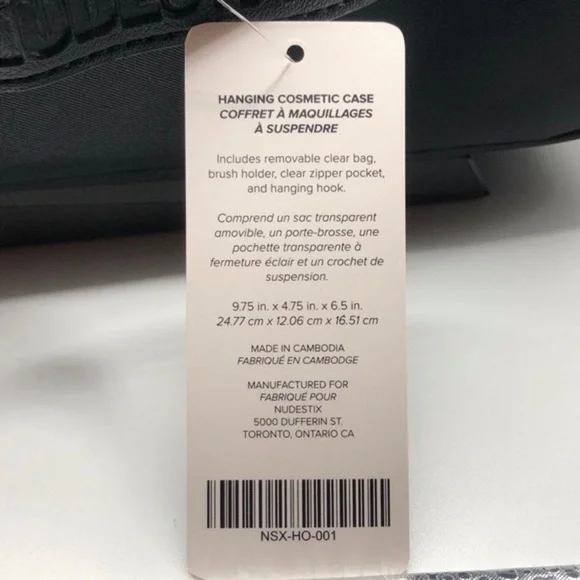 HANGING COSMETIC CASE
COFFRET À MAQUILLAGES
À SUSPENDRE
Includes removable clear bag,
brush holder, clear zipper pocket,
and hanging hook.
Comprend un sac transparent
amovible, un porte-brosse, une
pochette transparente à
fermeture éclair et un crochet de
suspension.
9.75 in. x 4.75 in. x 6.5 in.
24.77 cm x 12.06 cm x 16.51 cm
MADE IN CAMBODIA
FABRIQUÉ EN CAMBODGE
MANUFACTURED FOR
FABRIQUÉ POUR
NUDESTIX
5000 DUFFERIN ST.
TORONTO, ONTARIO CA
NSX-HO-001